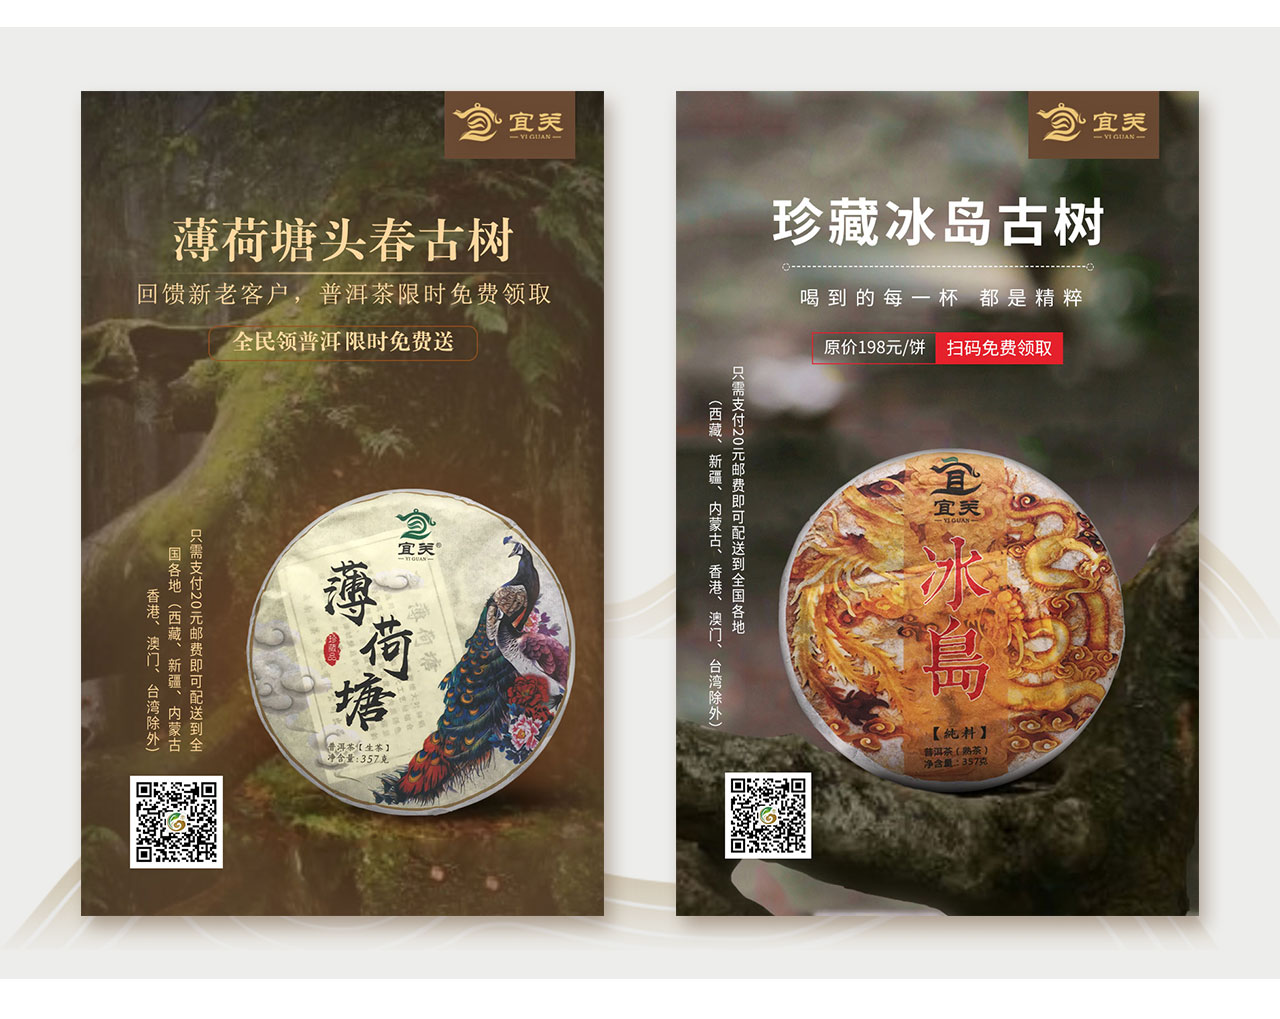 宜关
YI GUAN
薄荷塘头春古树
回馈新老客户，普洱茶限时免费领取
全民领普洱 限时免费送
只需支付20元邮费即可配送到全
国各地（西藏、新疆、内蒙古
香港、澳门、台湾除外）
宜关®
YI GUAN
薄荷塘
珍藏品
普洱茶【生茶】
净含量:357克
宜关
YI GUAN
珍藏冰岛古树
喝到的每一杯 都是精粹
原价198元/饼 扫码免费领取
只需支付20元邮费即可配送到全国各地
（西藏、新疆、内蒙古、香港、澳门、台湾除外）
宜关
YI GUAN
冰島
【纯料】
普洱茶（熟茶）
净含量:357克